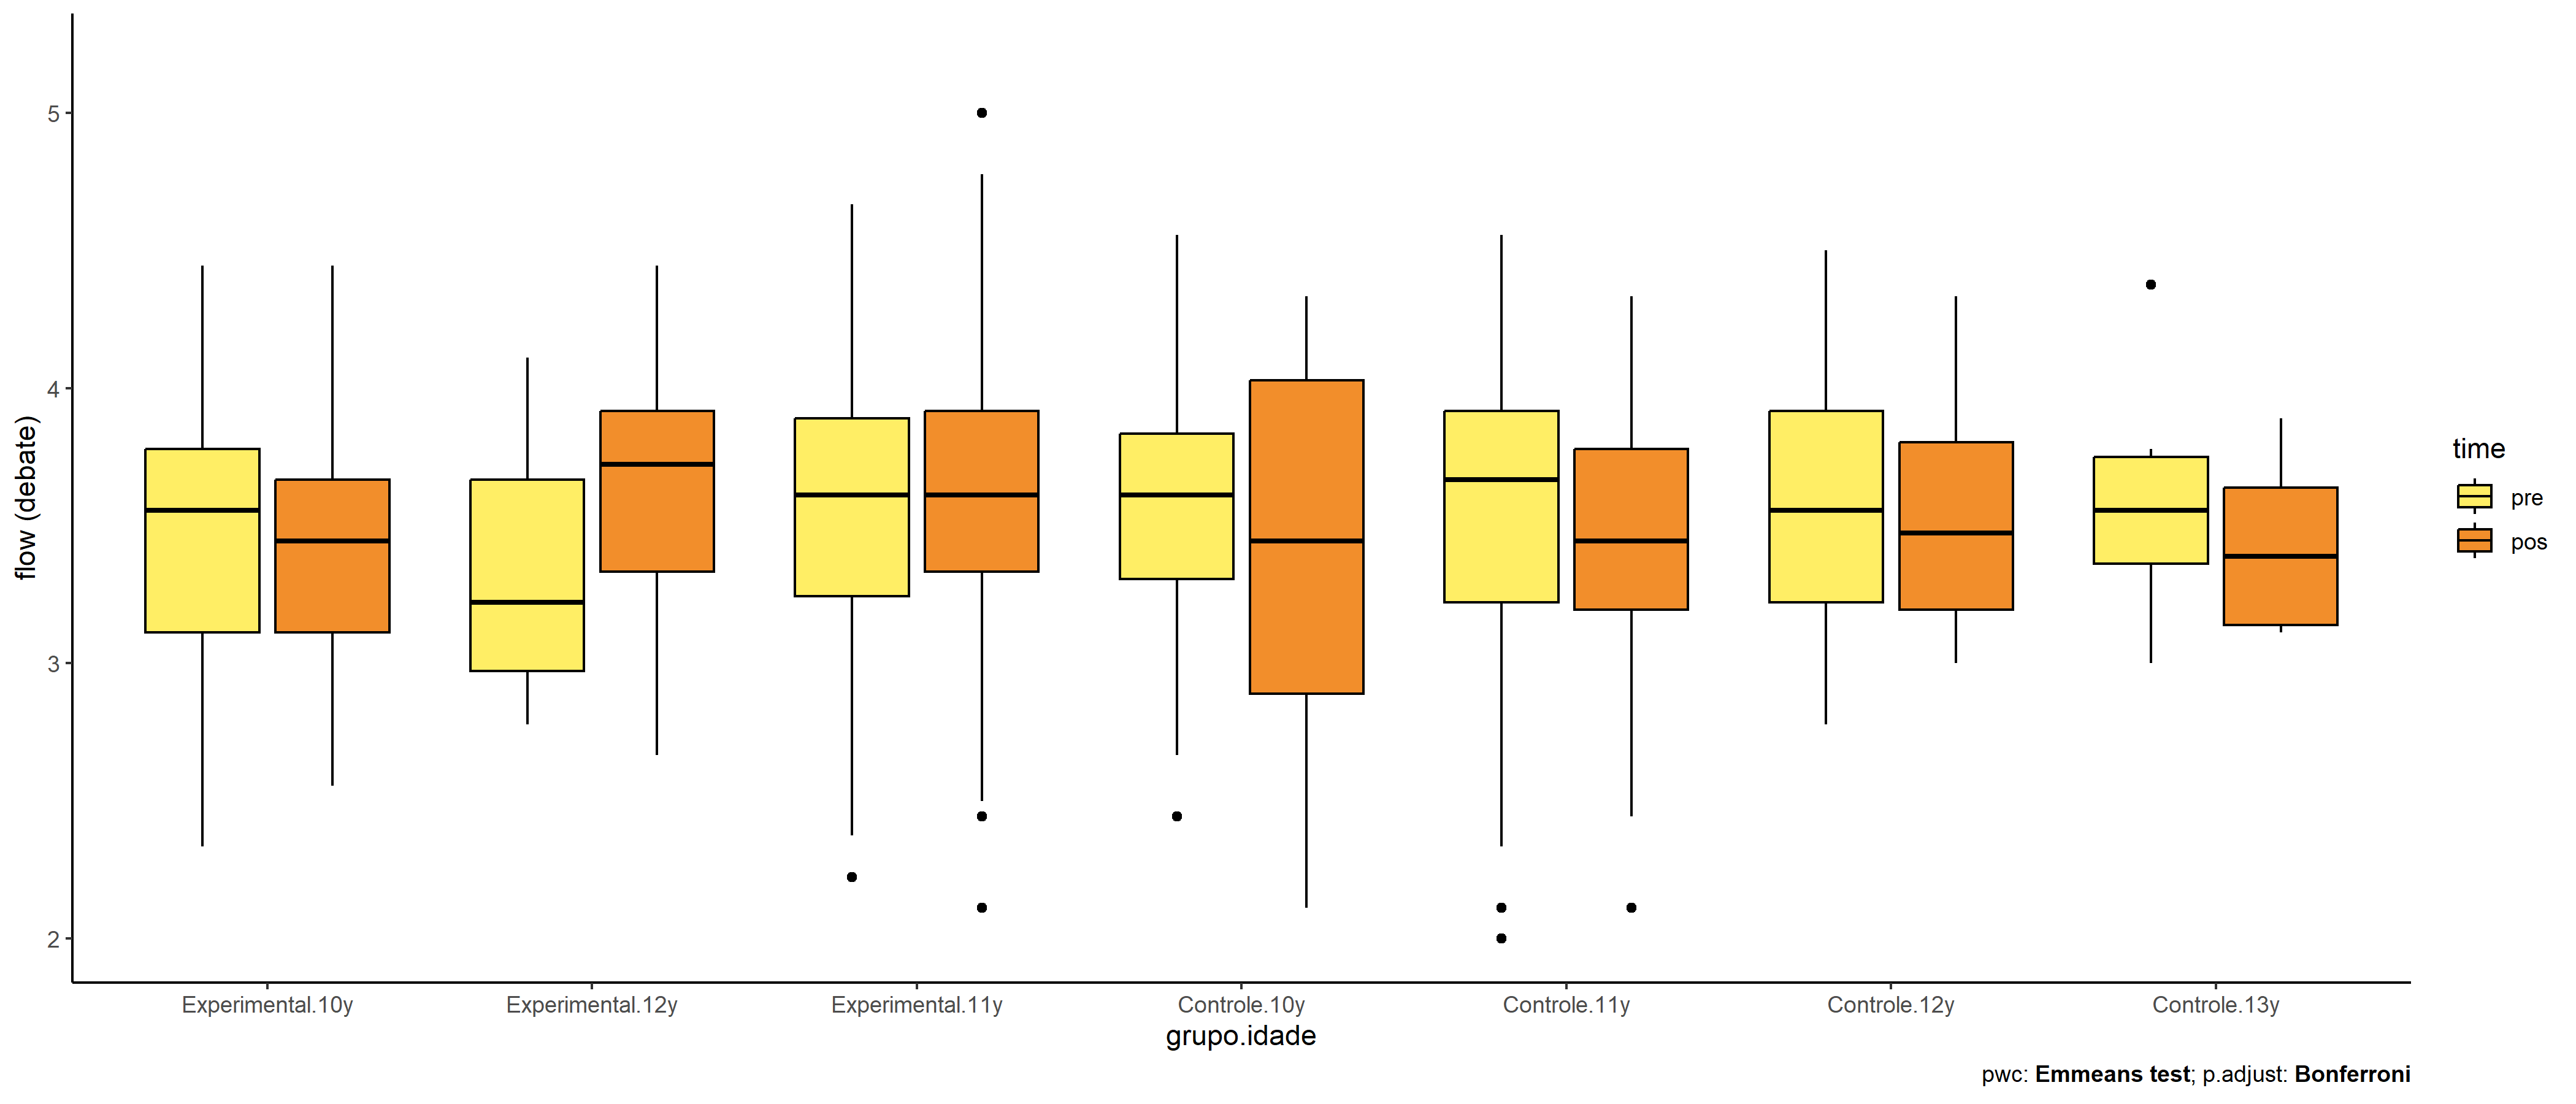 5
4
3
2
flow (debate)
Experimental.10y
Experimental.12y
Experimental.11y
Controle.10y
Controle.11y
Controle.12y
Controle.13y
grupo.idade
time
pre
pos
pwc: Emmeans test; p.adjust: Bonferroni